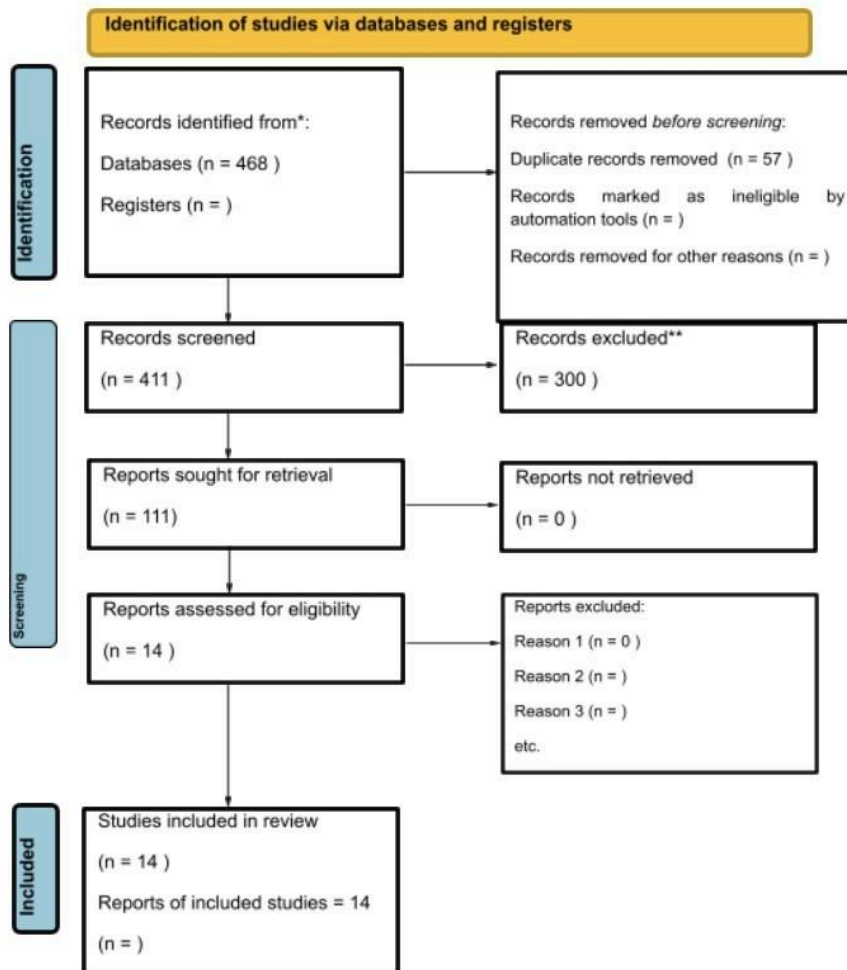 Identification of studies via databases and registers
Identification
Records identified from*:
Databases (n = 468 )
Registers (n = )
Records removed before screening:
Duplicate records removed (n = 57 )
Records marked as ineligible by
automation tools (n = )
Records removed for other reasons (n = )
Screening
Records screened
(n = 411 )
Records excluded**
(n = 300 )
Reports sought for retrieval
(n = 111)
Reports not retrieved
(n = 0 )
Reports assessed for eligibility
(n = 14 )
Reports excluded:
Reason 1 (n = 0 )
Reason 2 (n = )
Reason 3 (n = )
etc.
Included
Studies included in review
(n = 14 )
Reports of included studies = 14
(n = )